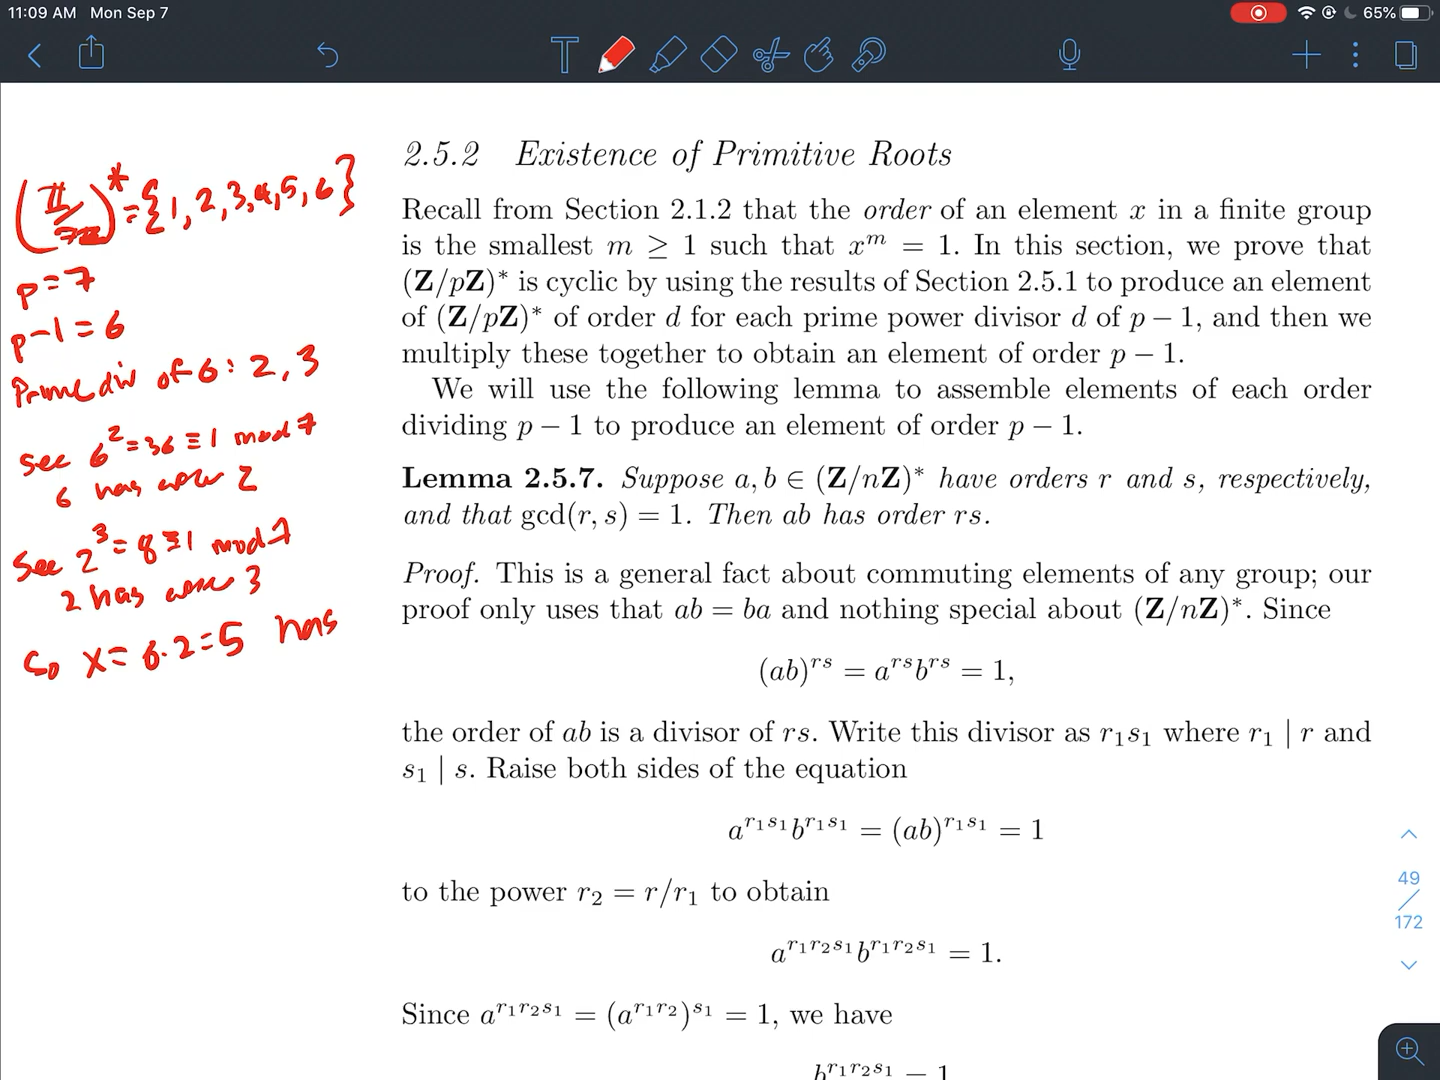 11:09 AM Mon Sep 7
65%
T
(ℤ/7ℤ)* = {1, 2, 3, 4, 5, 6}
p=7
p-1=6
Prime div of 6: 2, 3
See 6² = 36 ≡ 1 mod 7
6 has order 2
See 2³ = 8 ≡ 1 mod 7
2 has order 3
So x = 6·2 = 5 has
2.5.2 Existence of Primitive Roots
Recall from Section 2.1.2 that the order of an element x in a finite group
is the smallest m ≥ 1 such that xᵐ = 1. In this section, we prove that
(Z/pZ)* is cyclic by using the results of Section 2.5.1 to produce an element
of (Z/pZ)* of order d for each prime power divisor d of p − 1, and then we
multiply these together to obtain an element of order p − 1.
We will use the following lemma to assemble elements of each order
dividing p − 1 to produce an element of order p − 1.
Lemma 2.5.7. Suppose a, b ∈ (Z/nZ)* have orders r and s, respectively,
and that gcd(r, s) = 1. Then ab has order rs.
Proof. This is a general fact about commuting elements of any group; our
proof only uses that ab = ba and nothing special about (Z/nZ)*. Since
(ab)^{rs} = a^{rs}b^{rs} = 1,
the order of ab is a divisor of rs. Write this divisor as r₁s₁ where r₁ | r and
s₁ | s. Raise both sides of the equation
a^{r₁s₁}b^{r₁s₁} = (ab)^{r₁s₁} = 1
to the power r₂ = r/r₁ to obtain
a^{r₁r₂s₁}b^{r₁r₂s₁} = 1.
Since a^{r₁r₂s₁} = (a^{r₁r₂})^{s₁} = 1, we have
b^{r₁r₂s₁} = 1
49
/
172